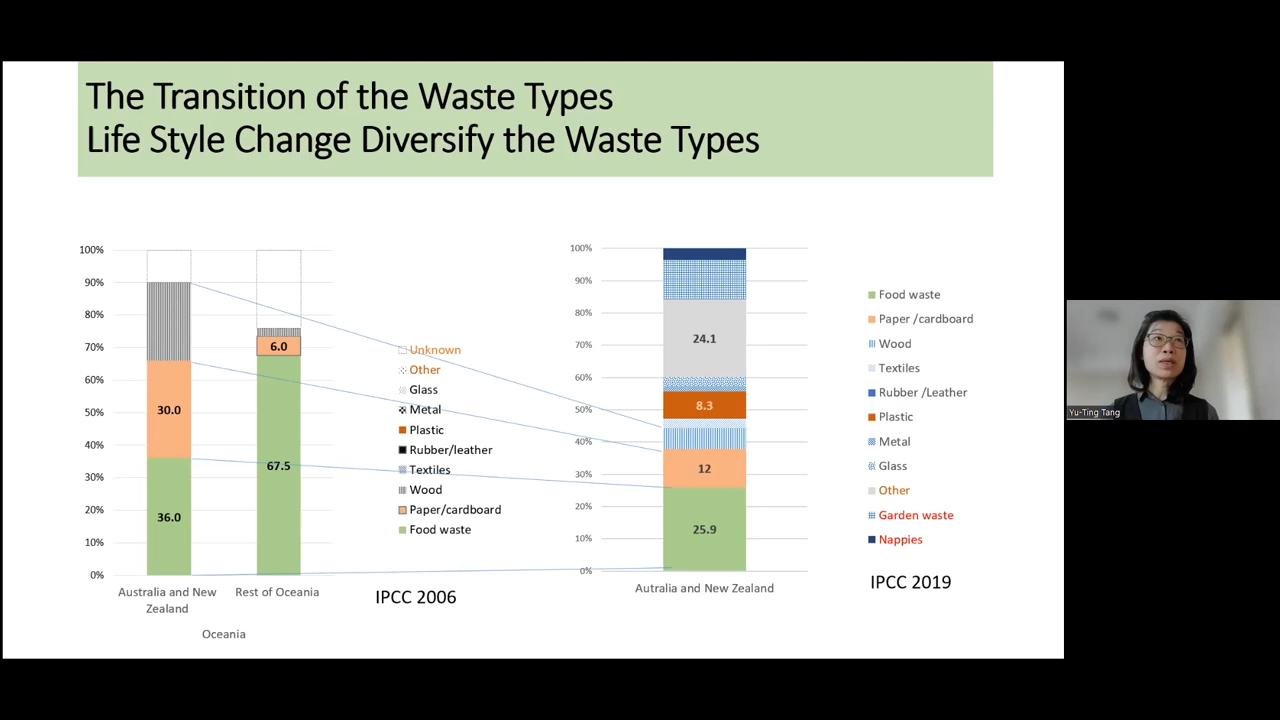 The Transition of the Waste Types
Life Style Change Diversify the Waste Types
100%
90%
80%
70%
60%
50%
40%
30%
20%
10%
0%
30.0
36.0
6.0
67.5
Australia and New
Zealand
Rest of Oceania
Oceania
Unknown
Other
Glass
Metal
Plastic
Rubber/leather
Textiles
Wood
Paper/cardboard
Food waste
IPCC 2006
100%
90%
80%
70%
60%
50%
40%
30%
20%
10%
0%
24.1
8.3
12
25.9
Autralia and New Zealand
Food waste
Paper /cardboard
Wood
Textiles
Rubber /Leather
Plastic
Metal
Glass
Other
Garden waste
Nappies
IPCC 2019
Yu-Ting Tang